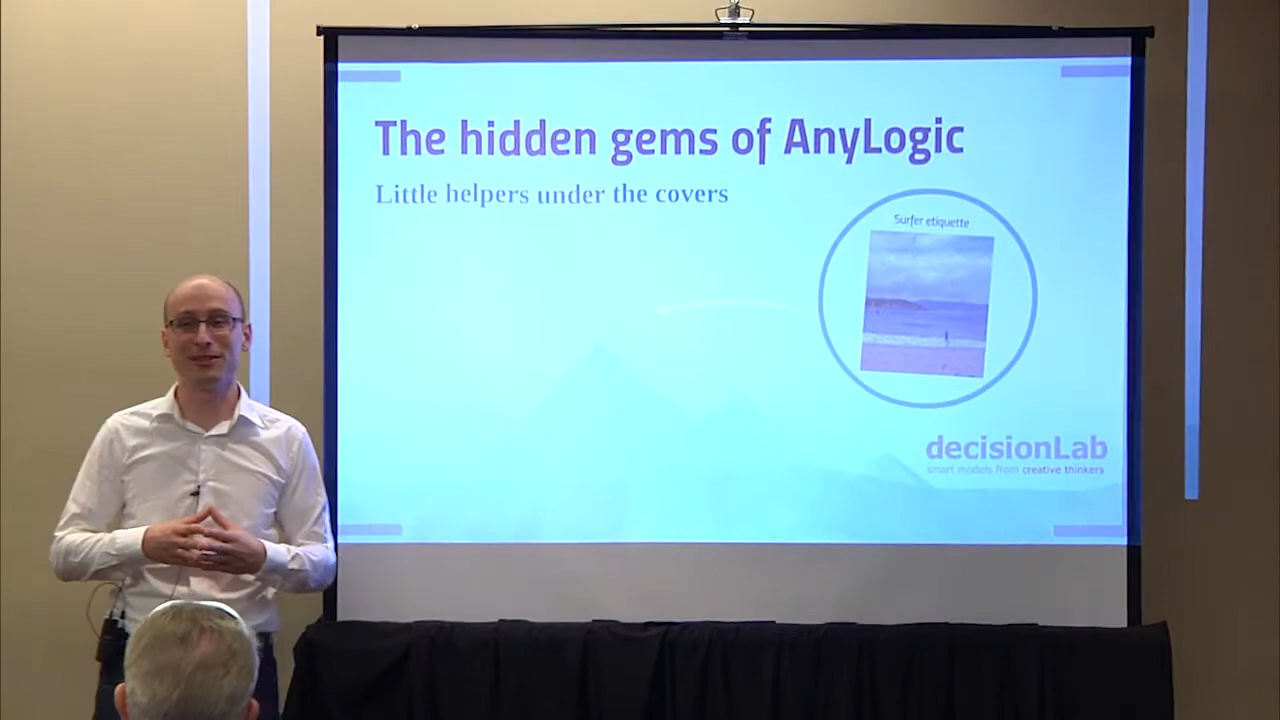 The hidden gems of AnyLogic
Little helpers under the covers
Surfer etiquette
decisionLab
smart models from creative thinkers